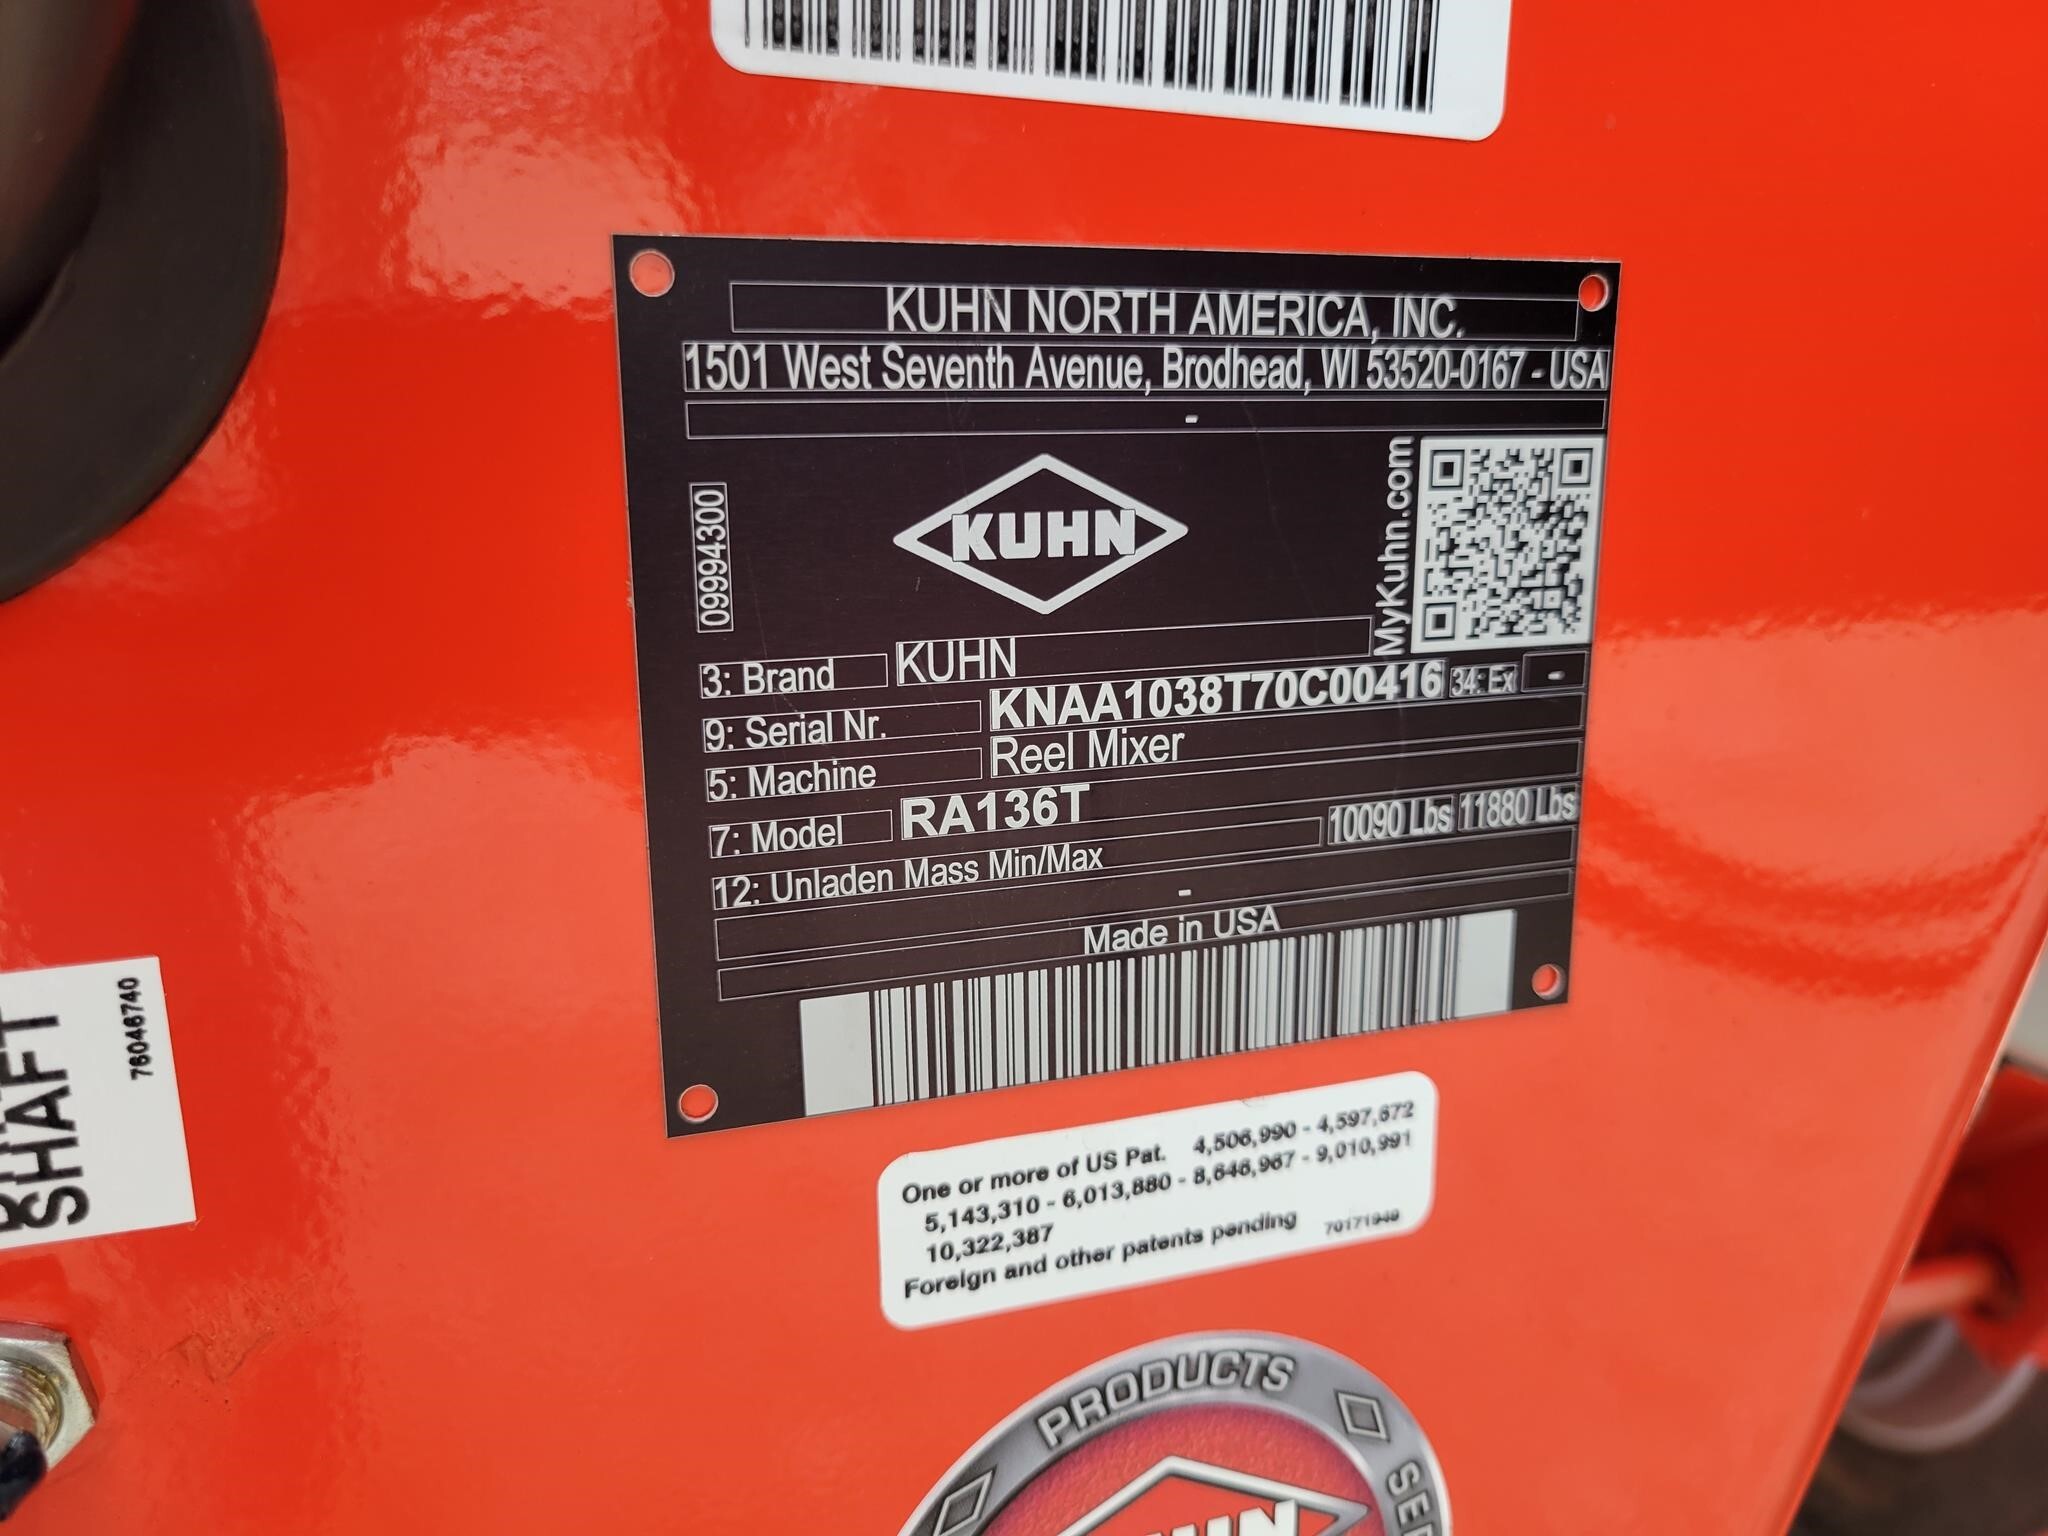 KUHN NORTH AMERICA, INC.
1501 West Seventh Avenue, Brodhead, WI 53520-0167 - USA
-
09994300
KUHN
MyKuhn.com
3: Brand KUHN
9: Serial Nr. KNAA1038T70C00416 34: Ex -
5: Machine Reel Mixer
7: Model RA136T
12: Unladen Mass Min/Max 10090 Lbs 11880 Lbs
-
Made in USA
SHAFT
76046740
One or more of US Pat. 4,506,990 - 4,597,672
5,143,310 - 6,013,880 - 8,646,967 - 9,010,991
10,322,387
Foreign and other patents pending 70171949
PRODUCTS
KUHN